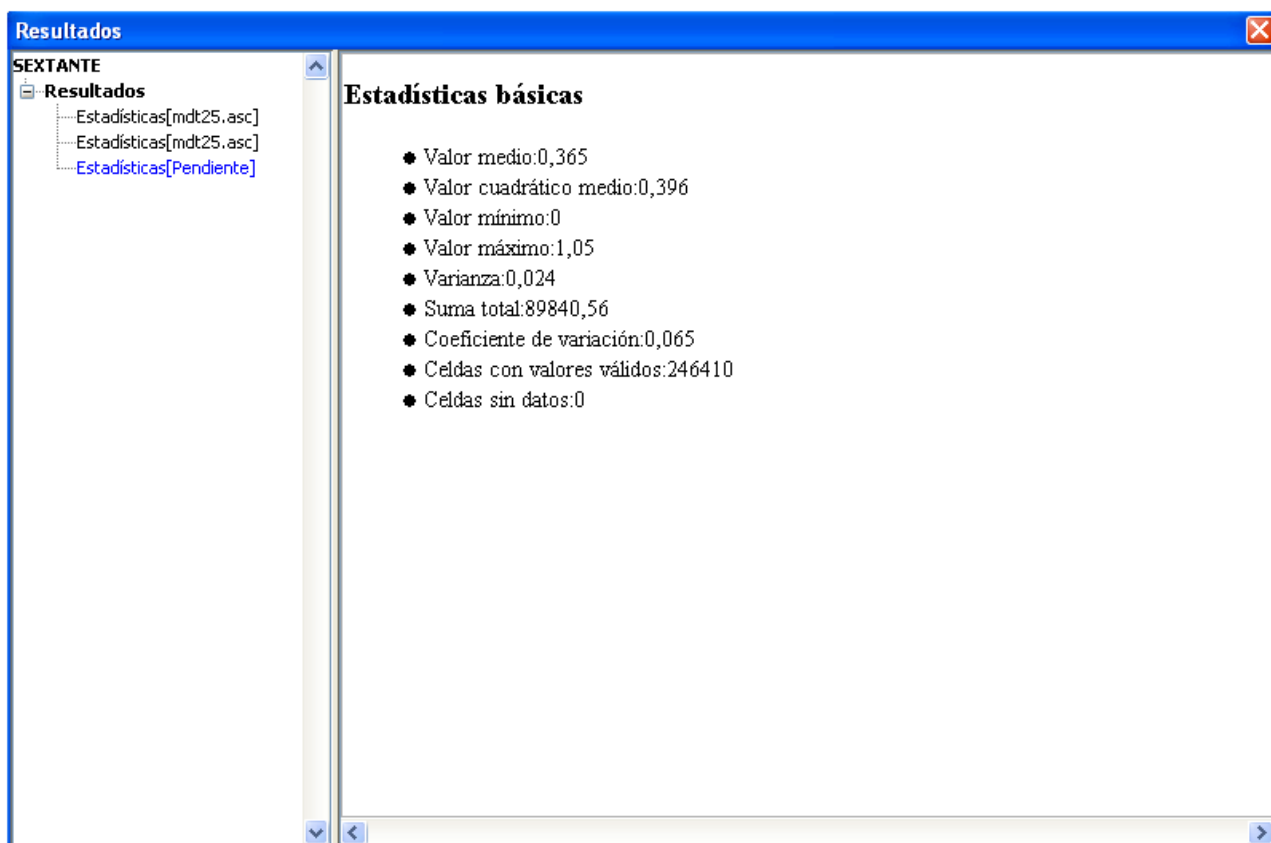 Resultados
SEXTANTE
Resultados
Estadísticas[mdt25.asc]
Estadísticas[mdt25.asc]
Estadísticas[Pendiente]
Estadísticas básicas
Valor medio:0,365
Valor cuadrático medio:0,396
Valor mínimo:0
Valor máximo:1,05
Varianza:0,024
Suma total:89840,56
Coeficiente de variación:0,065
Celdas con valores válidos:246410
Celdas sin datos:0